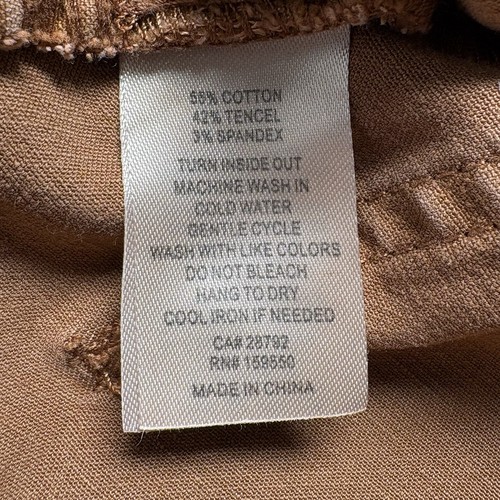 55% COTTON
42% TENCEL
3% SPANDEX
TURN INSIDE OUT
MACHINE WASH IN
COLD WATER
GENTLE CYCLE
WASH WITH LIKE COLORS
DO NOT BLEACH
HANG TO DRY
COOL IRON IF NEEDED
CA# 28792
RN# 159550
MADE IN CHINA